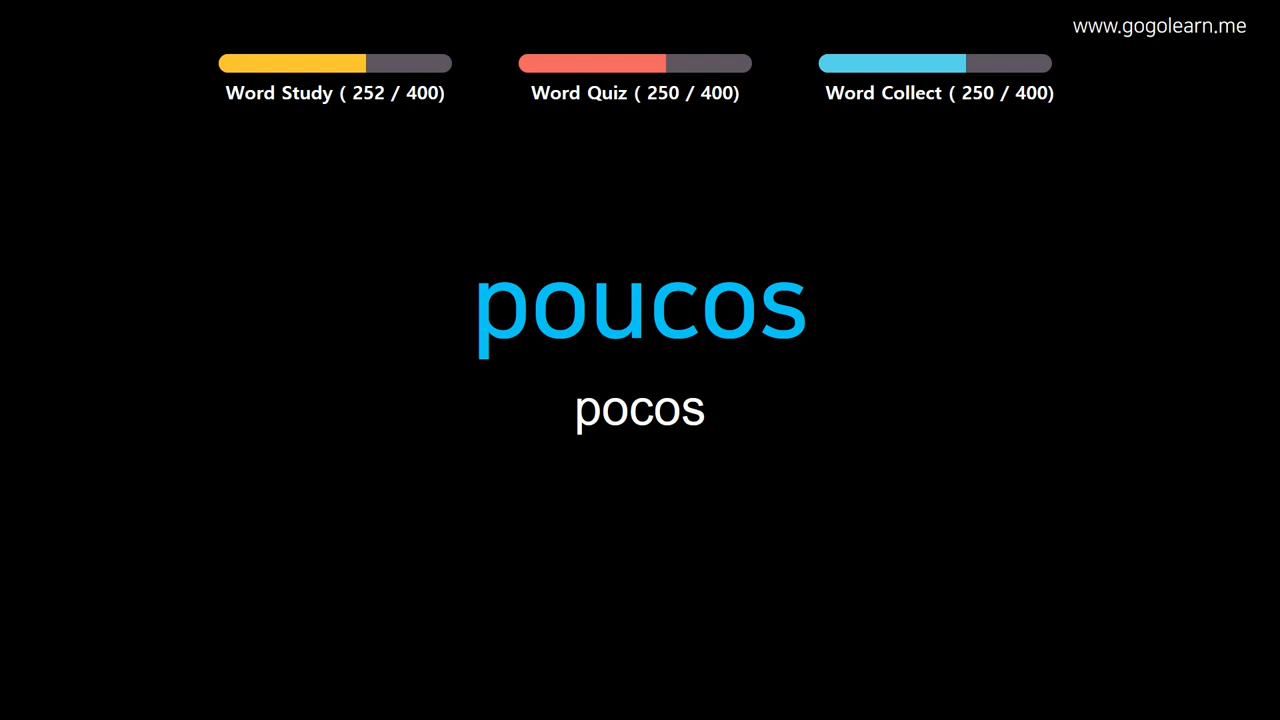 www.gogolearn.me
Word Study ( 252 / 400)
Word Quiz ( 250 / 400)
Word Collect ( 250 / 400)
poucos
pocos